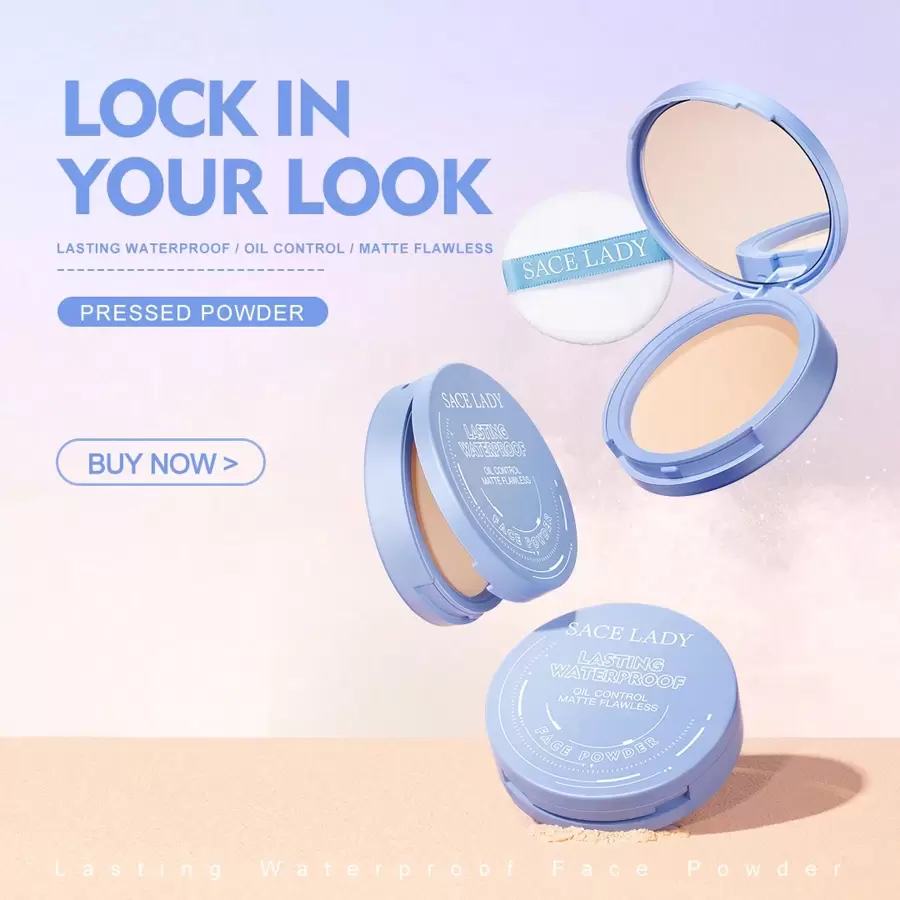 LOCK IN
YOUR LOOK
LASTING WATERPROOF / OIL CONTROL / MATTE FLAWLESS
PRESSED POWDER
BUY NOW >
SACE LADY
SACE LADY
LASTING
WATERPROOF
OIL CONTROL
MATTE FLAWLESS
FACE POWDER
SACE LADY
LASTING
WATERPROOF
OIL CONTROL
MATTE FLAWLESS
FACE POWDER
Lasting Waterproof Face Powder